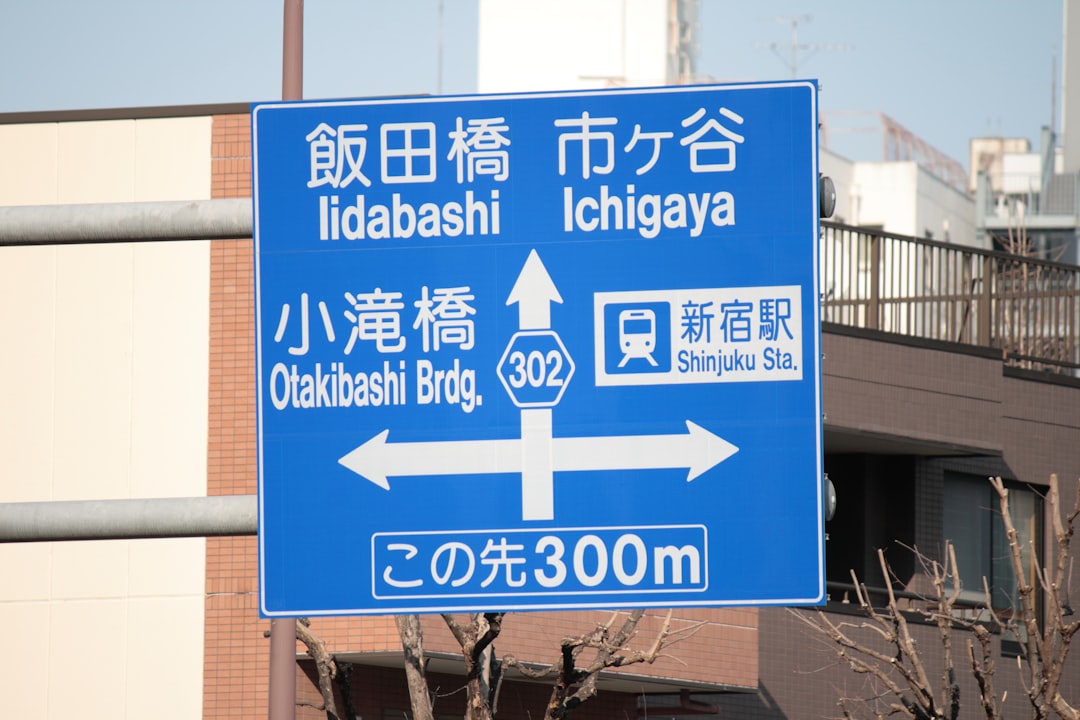 飯田橋 市ヶ谷
Iidabashi Ichigaya
小滝橋
Otakibashi Brdg.
302
新宿駅
Shinjuku Sta.
この先300m